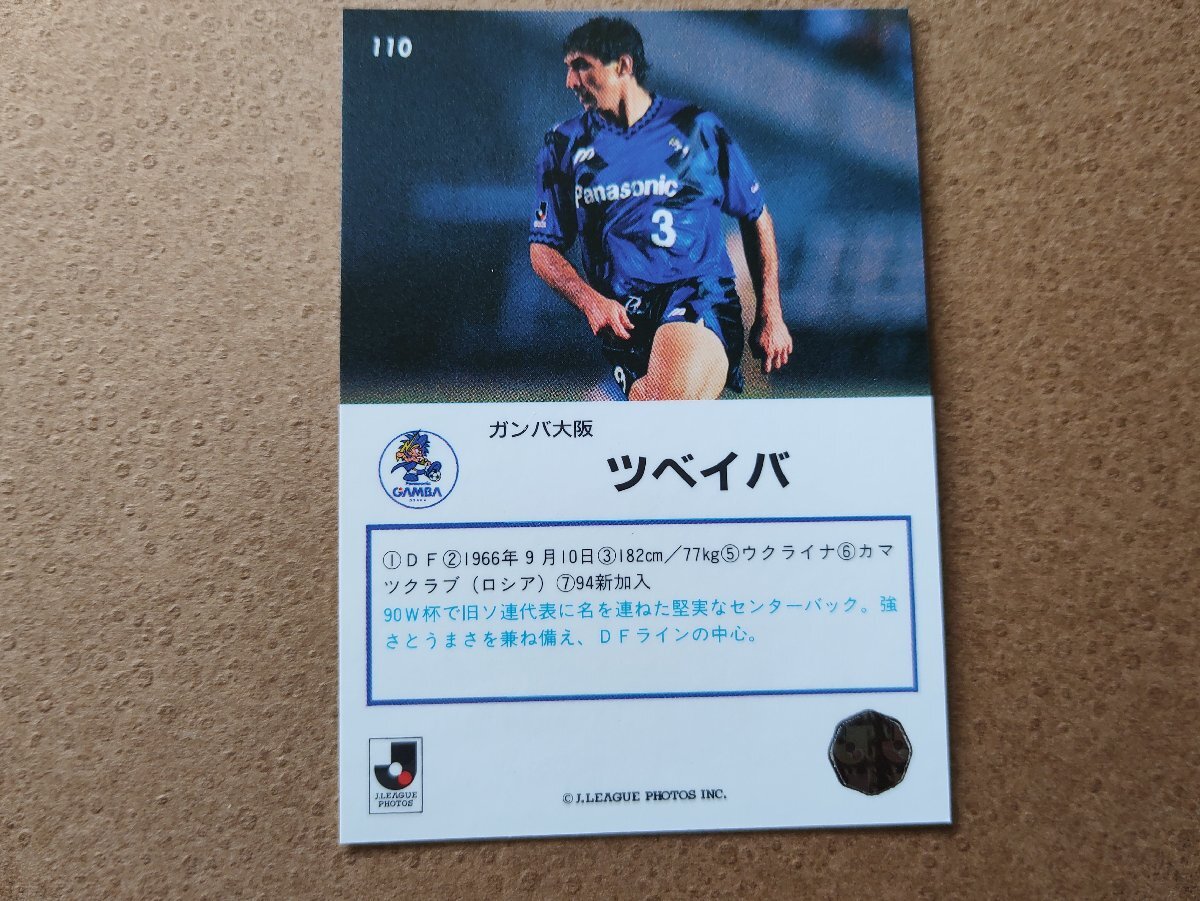 110
Panasonic
3
3
ガンバ大阪
ツベイバ
Panasonic
GAMBA
OSAKA
①ＤＦ②1966年９月10日③182cm／77kg⑤ウクライナ⑥カマ
ツクラブ（ロシア）⑦94新加入
90Ｗ杯で旧ソ連代表に名を連ねた堅実なセンターバック。強
さとうまさを兼ね備え、ＤＦラインの中心。
J.LEAGUE
PHOTOS
© J.LEAGUE PHOTOS INC.